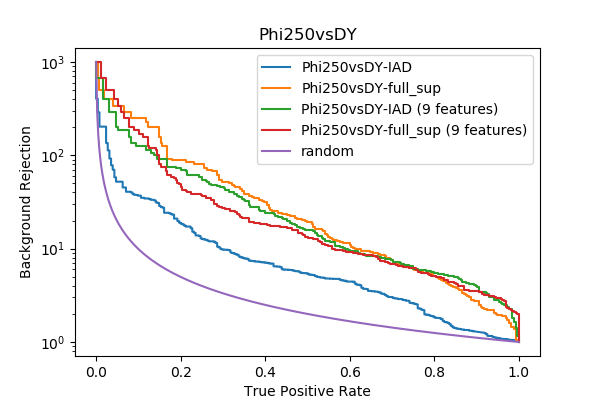 Phi250vsDY
Phi250vsDY-IAD
Phi250vsDY-full_sup
Phi250vsDY-IAD (9 features)
Phi250vsDY-full_sup (9 features)
random
Background Rejection
10³
10²
10¹
10⁰
0.0 0.2 0.4 0.6 0.8 1.0
True Positive Rate